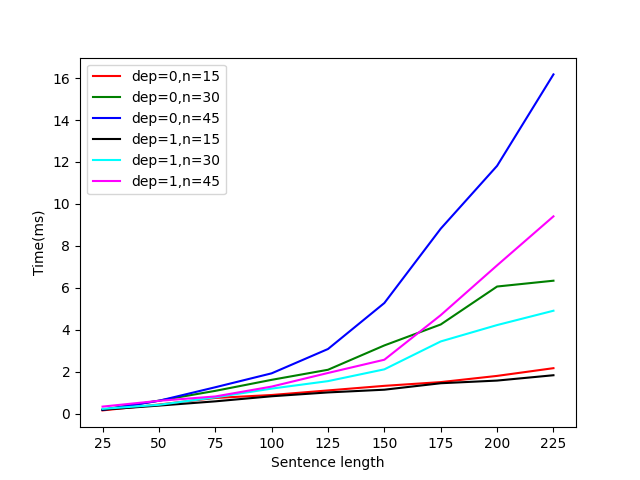 dep=0,n=15
dep=0,n=30
dep=0,n=45
dep=1,n=15
dep=1,n=30
dep=1,n=45
16
14
12
10
8
6
4
2
0
Time(ms)
25 50 75 100 125 150 175 200 225
Sentence length